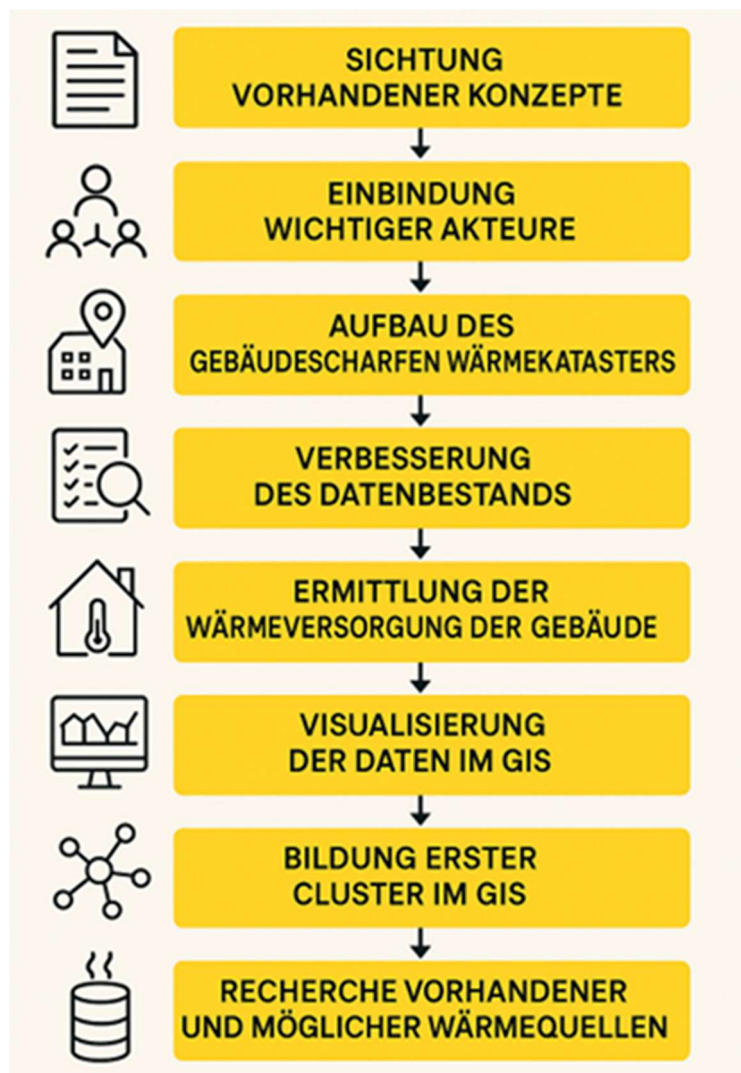 SICHTUNG
VORHANDENER KONZEPTE
EINBINDUNG
WICHTIGER AKTEURE
AUFBAU DES
GEBÄUDESCHARFEN WÄRMEKATASTERS
VERBESSERUNG
DES DATENBESTANDS
ERMITTLUNG DER
WÄRMEVERSORGUNG DER GEBÄUDE
VISUALISIERUNG
DER DATEN IM GIS
BILDUNG ERSTER
CLUSTER IM GIS
RECHERCHE VORHANDENER
UND MÖGLICHER WÄRMEQUELLEN